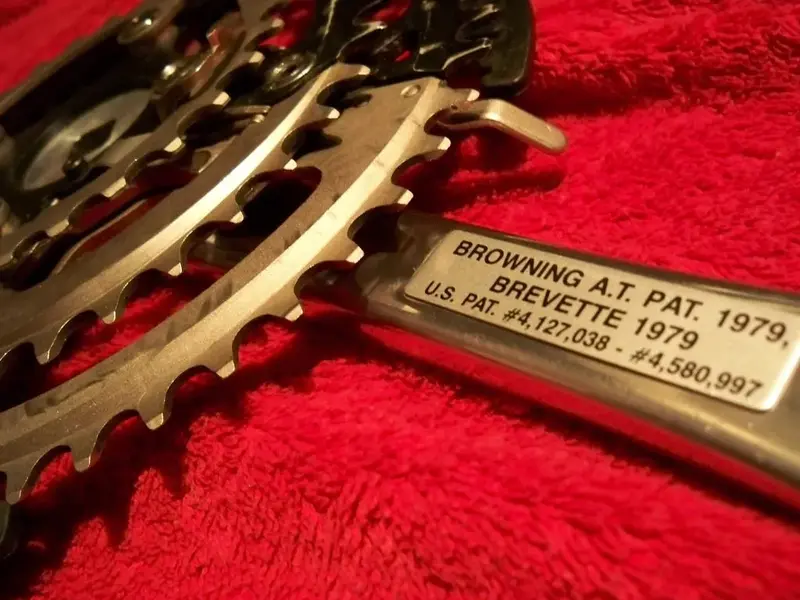 BROWNING A.T. PAT. 1979,
BREVETTE 1979
U.S. PAT. #4,127,038 - #4,580,997